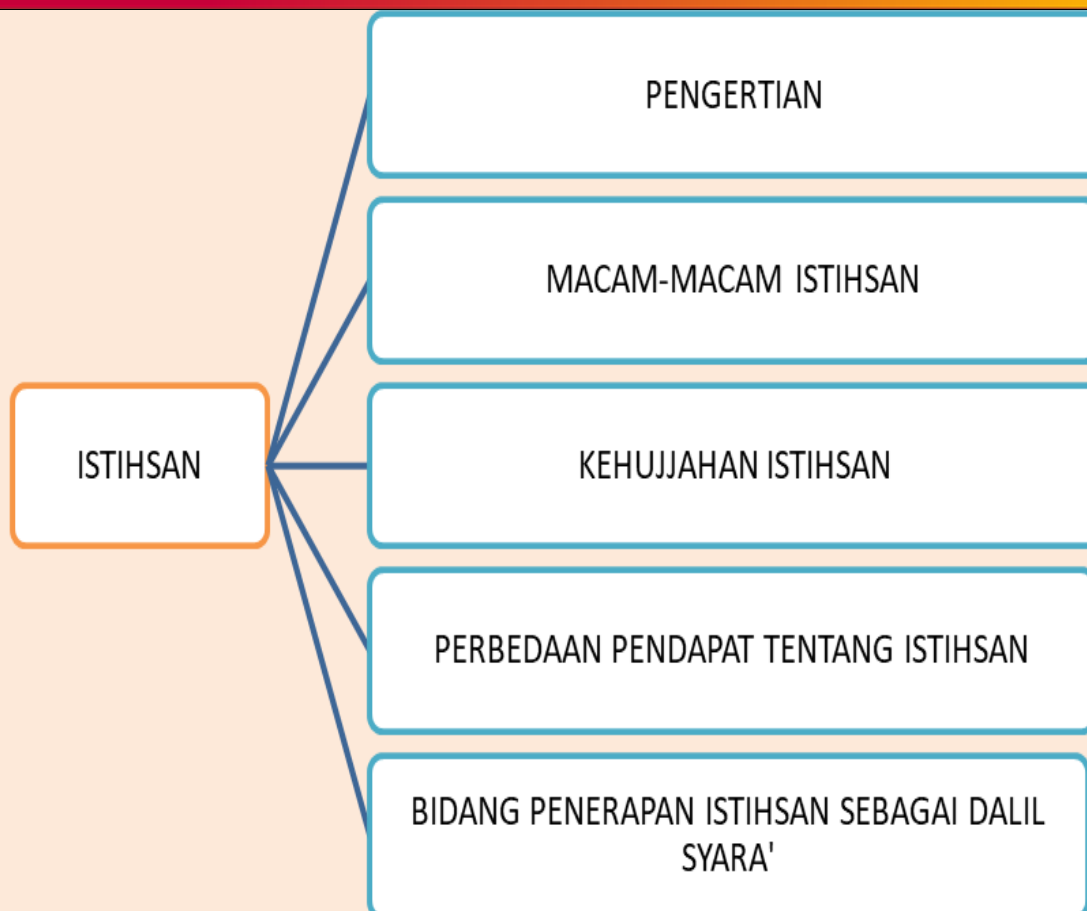 PENGERTIAN
MACAM-MACAM ISTIHSAN
ISTIHSAN
KEHUJJAHAN ISTIHSAN
PERBEDAAN PENDAPAT TENTANG ISTIHSAN
BIDANG PENERAPAN ISTIHSAN SEBAGAI DALIL
SYARA'